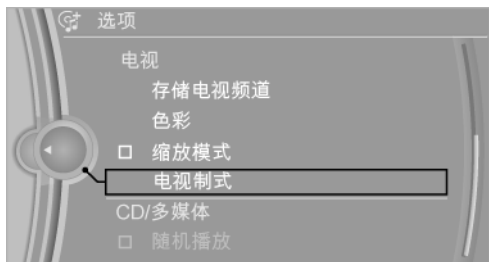 选项
电视
存储电视频道
色彩
缩放模式
电视制式
CD/多媒体
随机播放